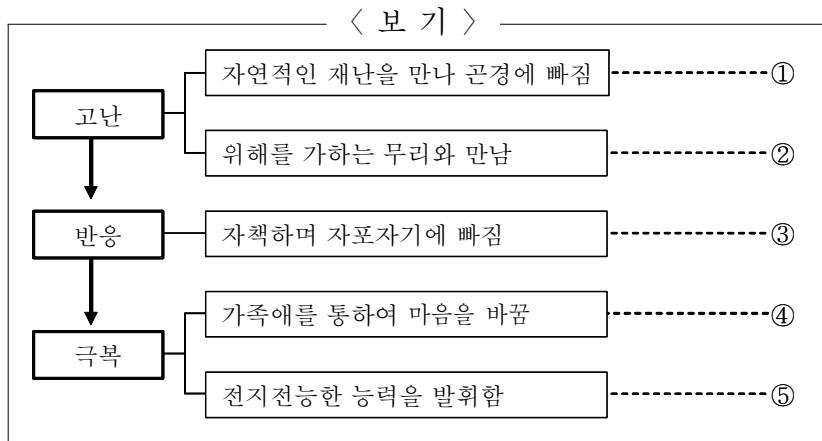 〈 보 기 〉
자연적인 재난을 만나 곤경에 빠짐 ①
고난
위해를 가하는 무리와 만남 ②
반응 자책하며 자포자기에 빠짐 ③
가족애를 통하여 마음을 바꿈 ④
극복
전지전능한 능력을 발휘함 ⑤